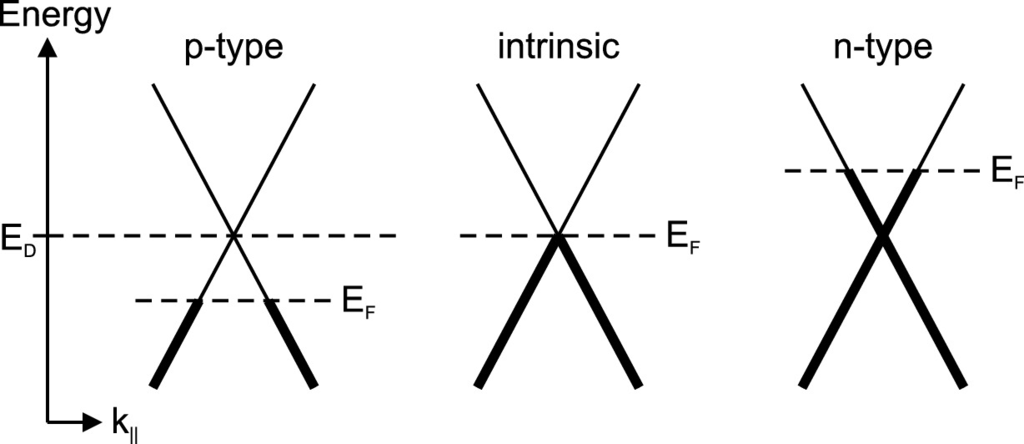 Energy
p-type
intrinsic
n-type
E_F
E_D
E_F
E_F
k_||